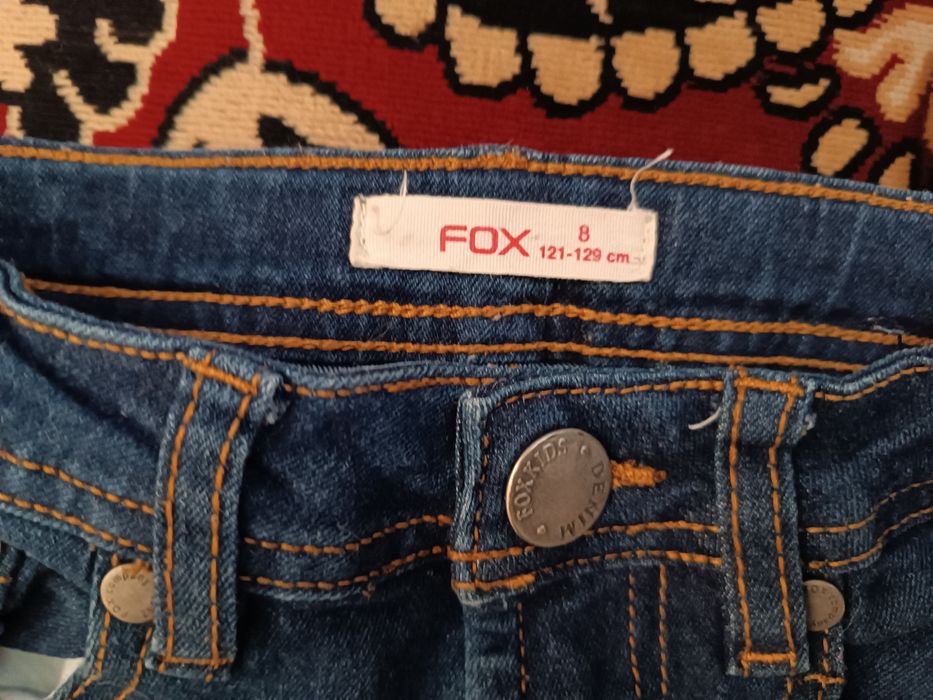 FOX
8
121-129 cm
FOXKIDS
DENIM